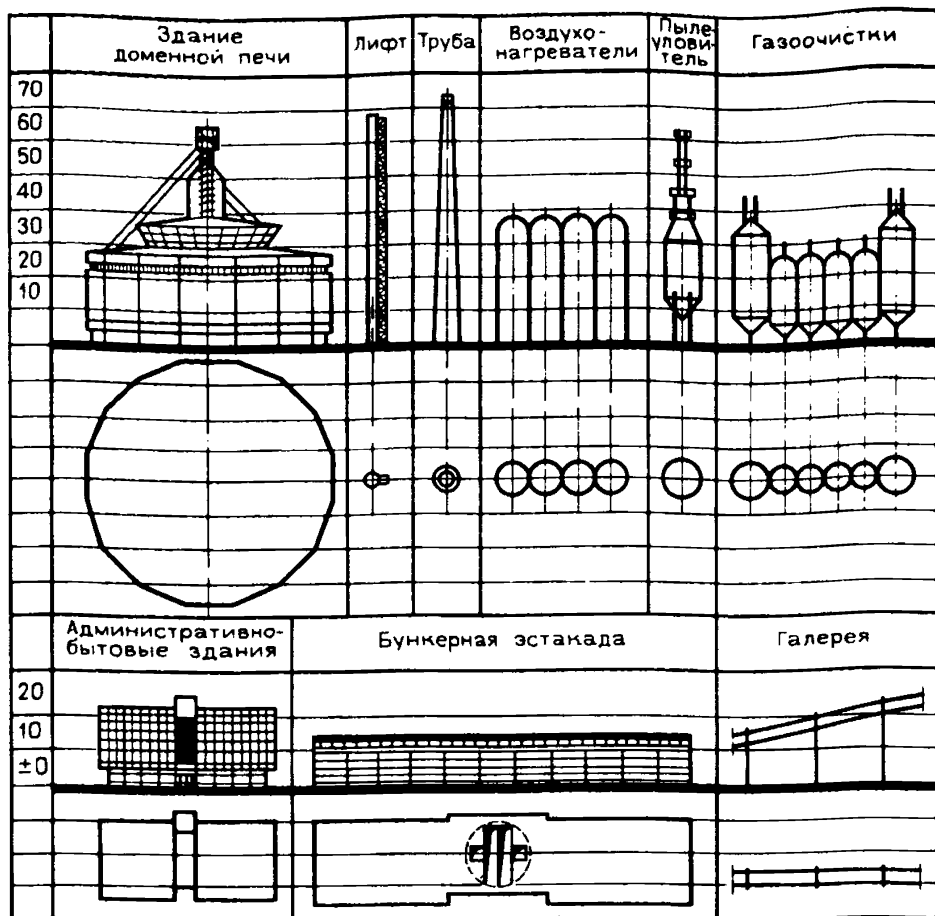 Здание
доменной печи
Лифт
Труба
Воздухо-
нагреватели
Пыле-
улови-
тель
Газоочистки
70
60
50
40
30
20
10
Административно-
бытовые здания
Бункерная эстакада
Галерея
20
10
±0